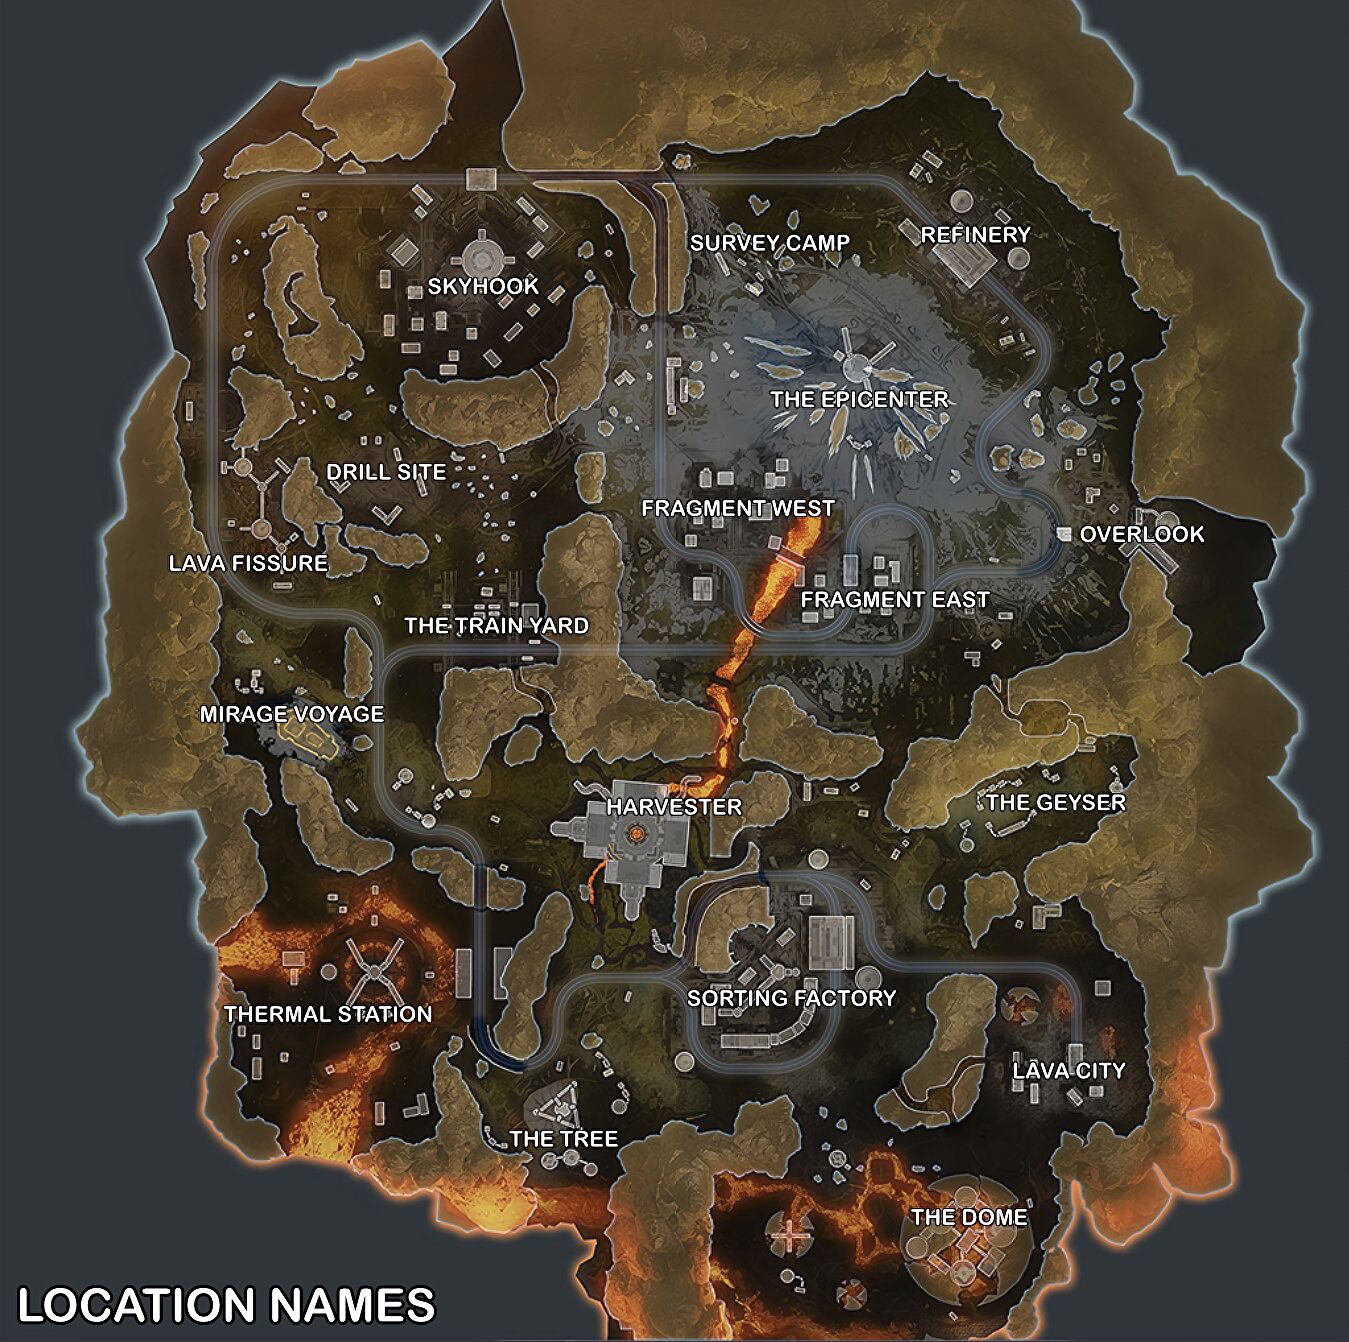 SURVEY CAMP
REFINERY
SKYHOOK
THE EPICENTER
DRILL SITE
FRAGMENT WEST
OVERLOOK
LAVA FISSURE
FRAGMENT EAST
THE TRAIN YARD
MIRAGE VOYAGE
HARVESTER
THE GEYSER
SORTING FACTORY
THERMAL STATION
LAVA CITY
THE TREE
THE DOME
LOCATION NAMES